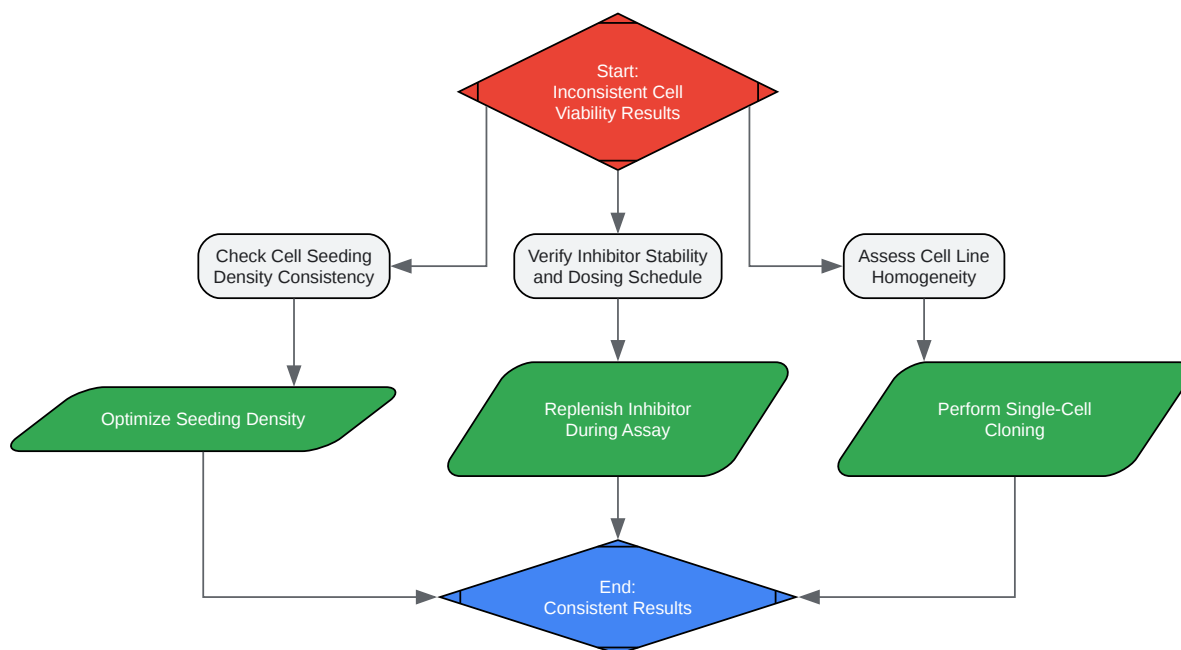 Start:
Inconsistent Cell
Viability Results
Check Cell Seeding
Density Consistency
Verify Inhibitor Stability
and Dosing Schedule
Assess Cell Line
Homogeneity
Optimize Seeding Density
Replenish Inhibitor
During Assay
Perform Single-Cell
Cloning
End:
Consistent Results